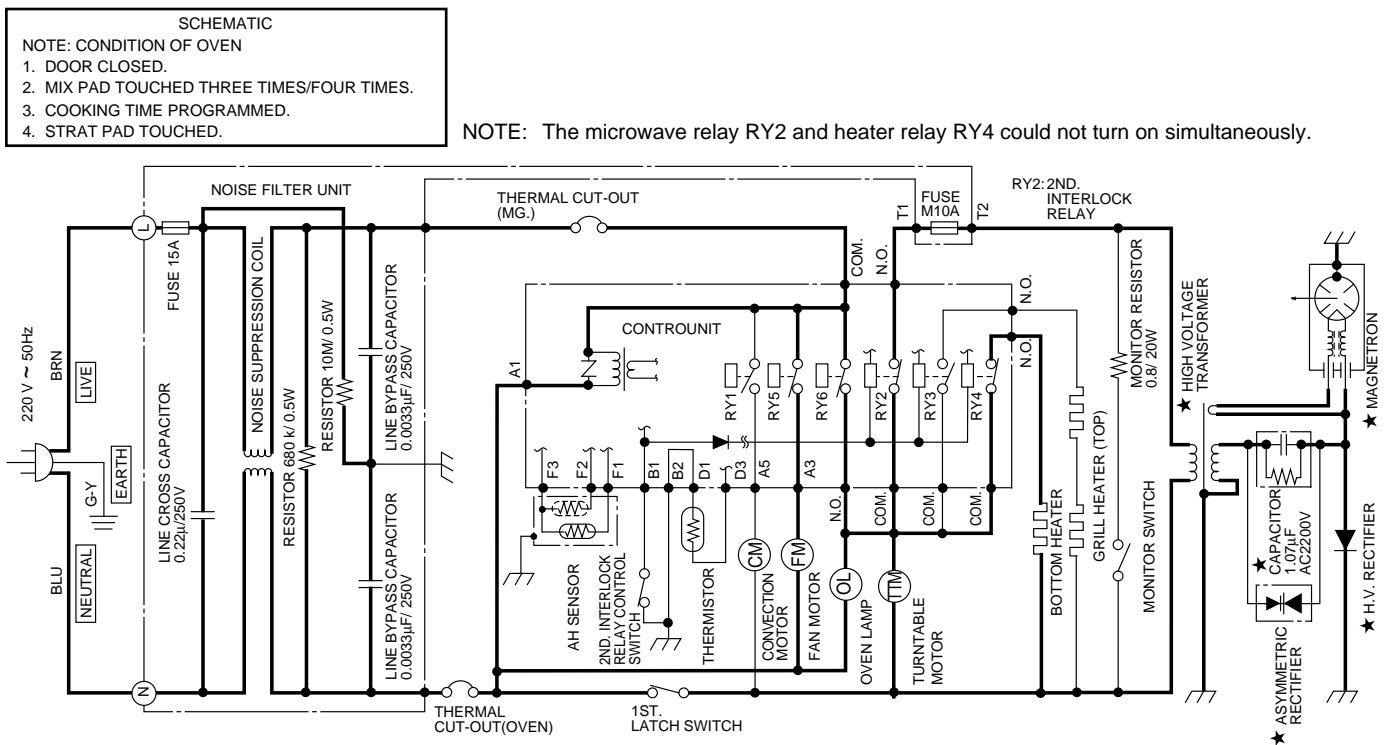 SCHEMATIC
NOTE: CONDITION OF OVEN
1. DOOR CLOSED.
2. MIX PAD TOUCHED THREE TIMES/FOUR TIMES.
3. COOKING TIME PROGRAMMED.
4. STRAT PAD TOUCHED.
NOTE: The microwave relay RY2 and heater relay RY4 could not turn on simultaneously.
NOISE FILTER UNIT
THERMAL CUT-OUT
(MG.)
T1
FUSE
M10A
T2
RY2: 2ND.
INTERLOCK
RELAY
220 V ~ 50Hz
BRN
LIVE
L
FUSE 15A
NOISE SUPPRESSION COIL
RESISTOR 10M/ 0.5W
LINE BYPASS CAPACITOR
0.0033µF/ 250V
COM.
N.O.
N.O.
N.O.
A1
CONTROUNIT
RY1
RY5
RY6
RY2
RY3
RY4
MONITOR RESISTOR
0.8/ 20W
★ HIGH VOLTAGE
TRANSFORMER
★ MAGNETRON
G-Y
EARTH
LINE CROSS CAPACITOR
0.22µ/250V
RESISTOR 680 k/ 0.5W
F3
F2
F1
B1
B2
D1
D3
A5
A3
N.O.
COM.
COM.
COM.
BLU
NEUTRAL
N
LINE BYPASS CAPACITOR
0.0033µF/ 250V
AH SENSOR
2ND. INTERLOCK
RELAY CONTROL
SWITCH
THERMISTOR
CM
CONVECTION
MOTOR
FM
FAN MOTOR
OL
OVEN LAMP
TTM
TURNTABLE
MOTOR
BOTTOM HEATER
GRILL HEATER (TOP)
MONITOR SWITCH
★ CAPACITOR
1.07µF
AC2200V
★ H.V. RECTIFIER
★ ASYMMETRIC
RECTIFIER
THERMAL
CUT-OUT(OVEN)
1ST.
LATCH SWITCH